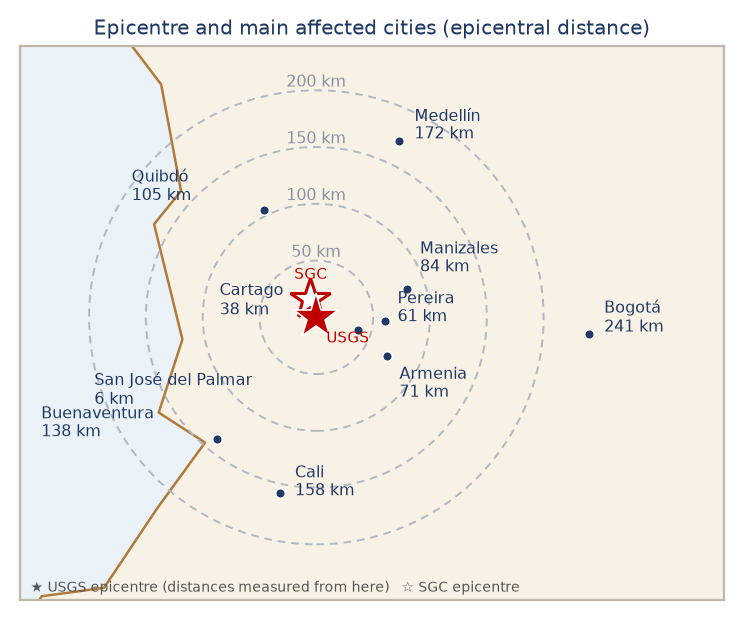 Epicentre and main affected cities (epicentral distance)
200 km
Medellín
172 km
150 km
Quibdó
105 km
100 km
Manizales
84 km
50 km
SGC
Cartago
38 km
Pereira
61 km
Bogotá
241 km
USGS
Armenia
71 km
San José del Palmar
6 km
Buenaventura
138 km
Cali
158 km
★ USGS epicentre (distances measured from here) ☆ SGC epicentre